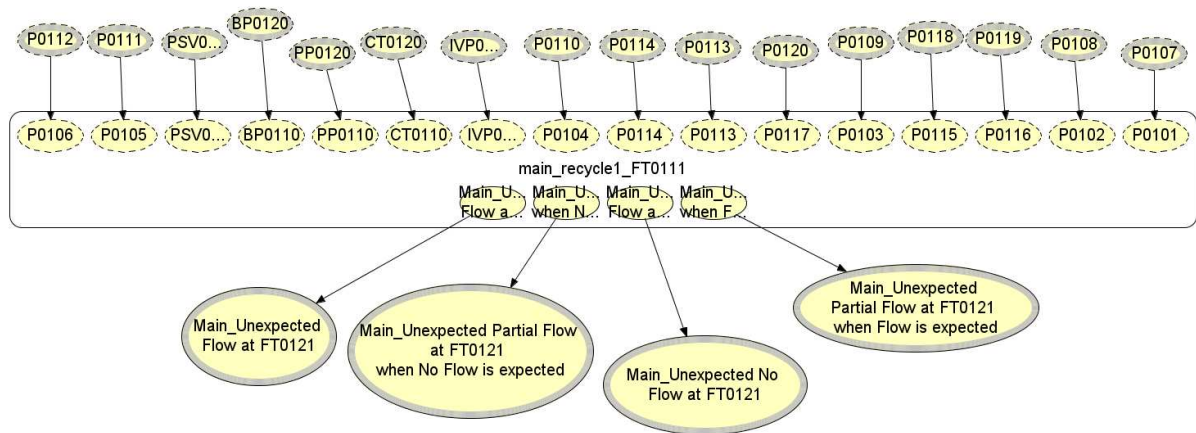 P0112
P0111
PSV0...
BP0120
PP0120
CT0120
IVP0...
P0110
P0114
P0113
P0120
P0109
P0118
P0119
P0108
P0107
P0106
P0105
PSV0...
BP0110
PP0110
CT0110
IVP0...
P0104
P0114
P0113
P0117
P0103
P0115
P0116
P0102
P0101
main_recycle1_FT0111
Main_U...
Flow a...
Main_U...
when N...
Main_U...
Flow a...
Main_U...
when F...
Main_Unexpected
Flow at FT0121
Main_Unexpected Partial Flow
at FT0121
when No Flow is expected
Main_Unexpected No
Flow at FT0121
Main_Unexpected
Partial Flow at FT0121
when Flow is expected